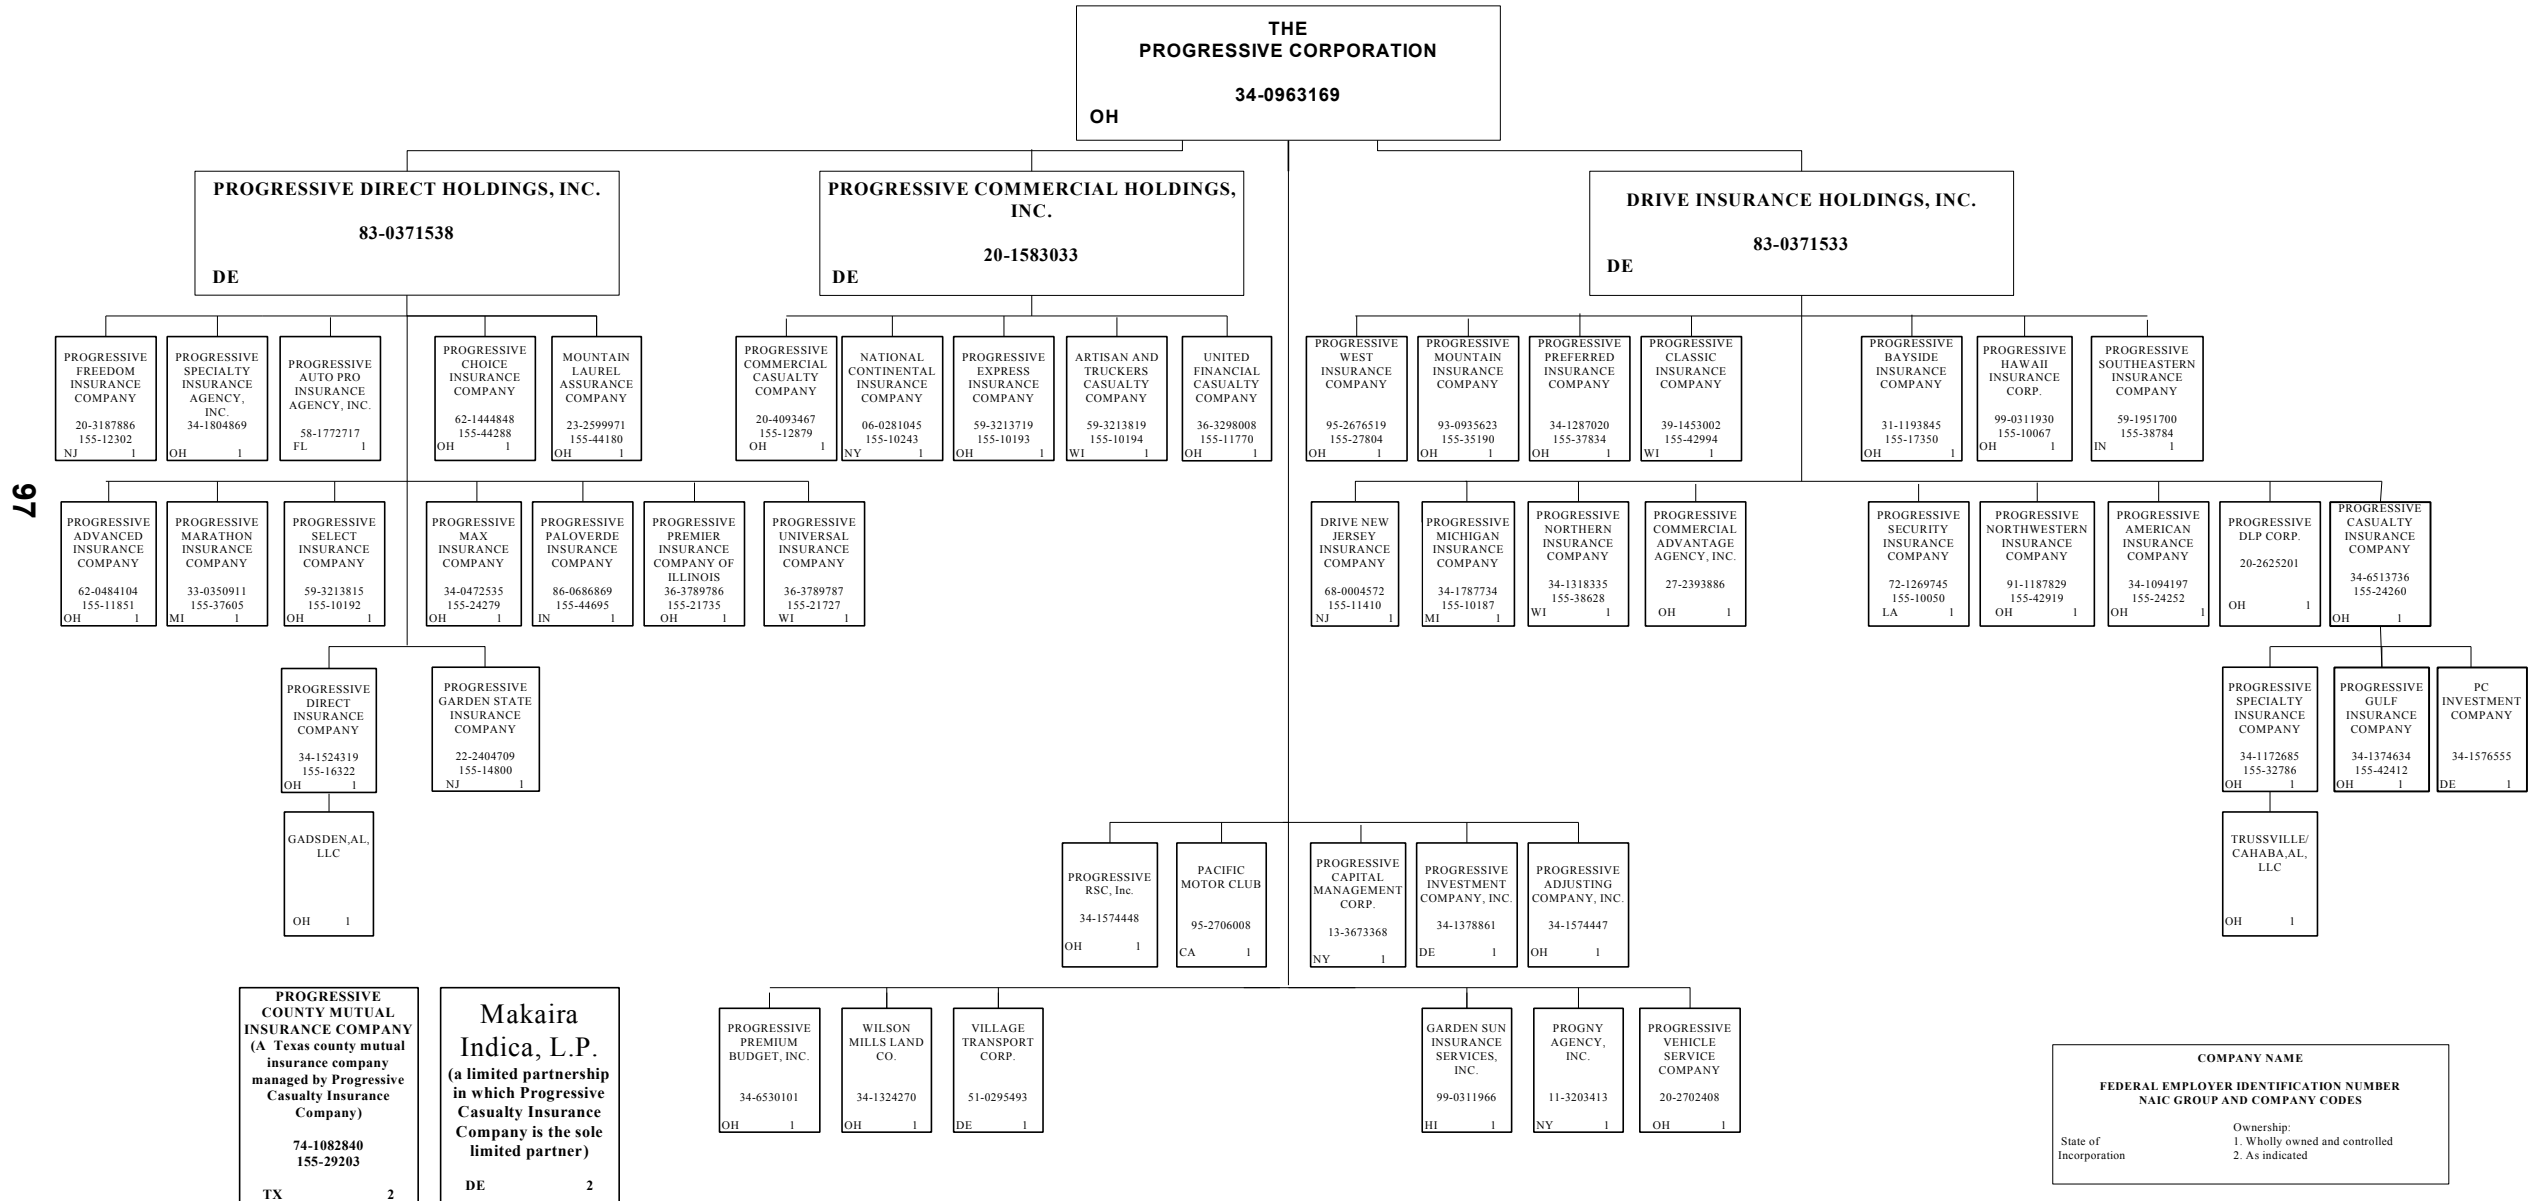 THE
PROGRESSIVE CORPORATION
34-0963169
OH
PROGRESSIVE DIRECT HOLDINGS, INC.
83-0371538
DE
PROGRESSIVE COMMERCIAL HOLDINGS,
INC.
20-1583033
DE
DRIVE INSURANCE HOLDINGS, INC.
83-0371533
DE
PROGRESSIVE
FREEDOM
INSURANCE
COMPANY
20-3187886
155-12302
NJ 1
PROGRESSIVE
SPECIALTY
INSURANCE
AGENCY,
INC.
34-1804869
OH 1
PROGRESSIVE
AUTO PRO
INSURANCE
AGENCY, INC.
58-1772717
FL 1
PROGRESSIVE
CHOICE
INSURANCE
COMPANY
62-1444848
155-44288
OH 1
MOUNTAIN
LAUREL
ASSURANCE
COMPANY
23-2599971
155-44180
OH 1
PROGRESSIVE
COMMERCIAL
CASUALTY
COMPANY
20-4093467
155-12879
OH 1
NATIONAL
CONTINENTAL
INSURANCE
COMPANY
06-0281045
155-10243
NY 1
PROGRESSIVE
EXPRESS
INSURANCE
COMPANY
59-3213719
155-10193
OH 1
ARTISAN AND
TRUCKERS
CASUALTY
COMPANY
59-3213819
155-10194
WI 1
UNITED
FINANCIAL
CASUALTY
COMPANY
36-3298008
155-11770
OH 1
PROGRESSIVE
WEST
INSURANCE
COMPANY
95-2676519
155-27804
OH 1
PROGRESSIVE
MOUNTAIN
INSURANCE
COMPANY
93-0935623
155-35190
OH 1
PROGRESSIVE
PREFERRED
INSURANCE
COMPANY
34-1287020
155-37834
OH 1
PROGRESSIVE
CLASSIC
INSURANCE
COMPANY
39-1453002
155-42994
WI 1
PROGRESSIVE
BAYSIDE
INSURANCE
COMPANY
31-1193845
155-17350
OH 1
PROGRESSIVE
HAWAII
INSURANCE
CORP.
99-0311930
155-10067
OH 1
PROGRESSIVE
SOUTHEASTERN
INSURANCE
COMPANY
59-1951700
155-38784
IN 1
97
PROGRESSIVE
ADVANCED
INSURANCE
COMPANY
62-0484104
155-11851
OH 1
PROGRESSIVE
MARATHON
INSURANCE
COMPANY
33-0350911
155-37605
MI 1
PROGRESSIVE
SELECT
INSURANCE
COMPANY
59-3213815
155-10192
OH 1
PROGRESSIVE
MAX
INSURANCE
COMPANY
34-0472535
155-24279
OH 1
PROGRESSIVE
PALOVERDE
INSURANCE
COMPANY
86-0686869
155-44695
IN 1
PROGRESSIVE
PREMIER
INSURANCE
COMPANY OF
ILLINOIS
36-3789786
155-21735
OH 1
PROGRESSIVE
UNIVERSAL
INSURANCE
COMPANY
36-3789787
155-21727
WI 1
DRIVE NEW
JERSEY
INSURANCE
COMPANY
68-0004572
155-11410
NJ 1
PROGRESSIVE
MICHIGAN
INSURANCE
COMPANY
34-1787734
155-10187
MI 1
PROGRESSIVE
NORTHERN
INSURANCE
COMPANY
34-1318335
155-38628
WI 1
PROGRESSIVE
COMMERCIAL
ADVANTAGE
AGENCY, INC.
27-2393886
OH 1
PROGRESSIVE
SECURITY
INSURANCE
COMPANY
72-1269745
155-10050
LA 1
PROGRESSIVE
NORTHWESTERN
INSURANCE
COMPANY
91-1187829
155-42919
OH 1
PROGRESSIVE
AMERICAN
INSURANCE
COMPANY
34-1094197
155-24252
OH 1
PROGRESSIVE
DLP CORP.
20-2625201
OH 1
PROGRESSIVE
CASUALTY
INSURANCE
COMPANY
34-6513736
155-24260
OH 1
PROGRESSIVE
DIRECT
INSURANCE
COMPANY
34-1524319
155-16322
OH 1
PROGRESSIVE
GARDEN STATE
INSURANCE
COMPANY
22-2404709
155-14800
NJ 1
PROGRESSIVE
SPECIALTY
INSURANCE
COMPANY
34-1172685
155-32786
OH 1
PROGRESSIVE
GULF
INSURANCE
COMPANY
34-1374634
155-42412
OH 1
PC
INVESTMENT
COMPANY
34-1576555
DE 1
GADSDEN,AL,
LLC
OH 1
TRUSSVILLE/
CAHABA,AL,
LLC
OH 1
PROGRESSIVE
RSC, Inc.
34-1574448
OH 1
PACIFIC
MOTOR CLUB
95-2706008
CA 1
PROGRESSIVE
CAPITAL
MANAGEMENT
CORP.
13-3673368
NY 1
PROGRESSIVE
INVESTMENT
COMPANY, INC.
34-1378861
DE 1
PROGRESSIVE
ADJUSTING
COMPANY, INC.
34-1574447
OH 1
PROGRESSIVE
COUNTY MUTUAL
INSURANCE COMPANY
(A Texas county mutual
insurance company
managed by Progressive
Casualty Insurance
Company)
74-1082840
155-29203
TX 2
Makaira
Indica, L.P.
(a limited partnership
in which Progressive
Casualty Insurance
Company is the sole
limited partner)
DE 2
PROGRESSIVE
PREMIUM
BUDGET, INC.
34-6530101
OH 1
WILSON
MILLS LAND
CO.
34-1324270
OH 1
VILLAGE
TRANSPORT
CORP.
51-0295493
DE 1
GARDEN SUN
INSURANCE
SERVICES,
INC.
99-0311966
HI 1
PROGNY
AGENCY,
INC.
11-3203413
NY 1
PROGRESSIVE
VEHICLE
SERVICE
COMPANY
20-2702408
OH 1
COMPANY NAME
FEDERAL EMPLOYER IDENTIFICATION NUMBER
NAIC GROUP AND COMPANY CODES
Ownership:
State of 1. Wholly owned and controlled
Incorporation 2. As indicated